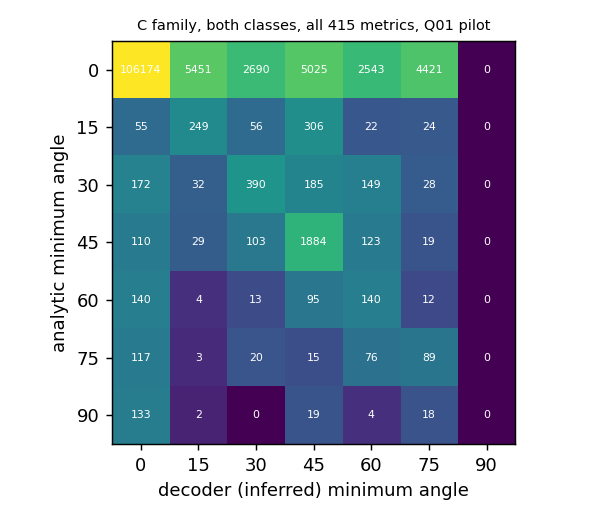 C family, both classes, all 415 metrics, Q01 pilot
analytic minimum angle
0 106174 5451 2690 5025 2543 4421 0
15 55 249 56 306 22 24 0
30 172 32 390 185 149 28 0
45 110 29 103 1884 123 19 0
60 140 4 13 95 140 12 0
75 117 3 20 15 76 89 0
90 133 2 0 19 4 18 0
0 15 30 45 60 75 90
decoder (inferred) minimum angle